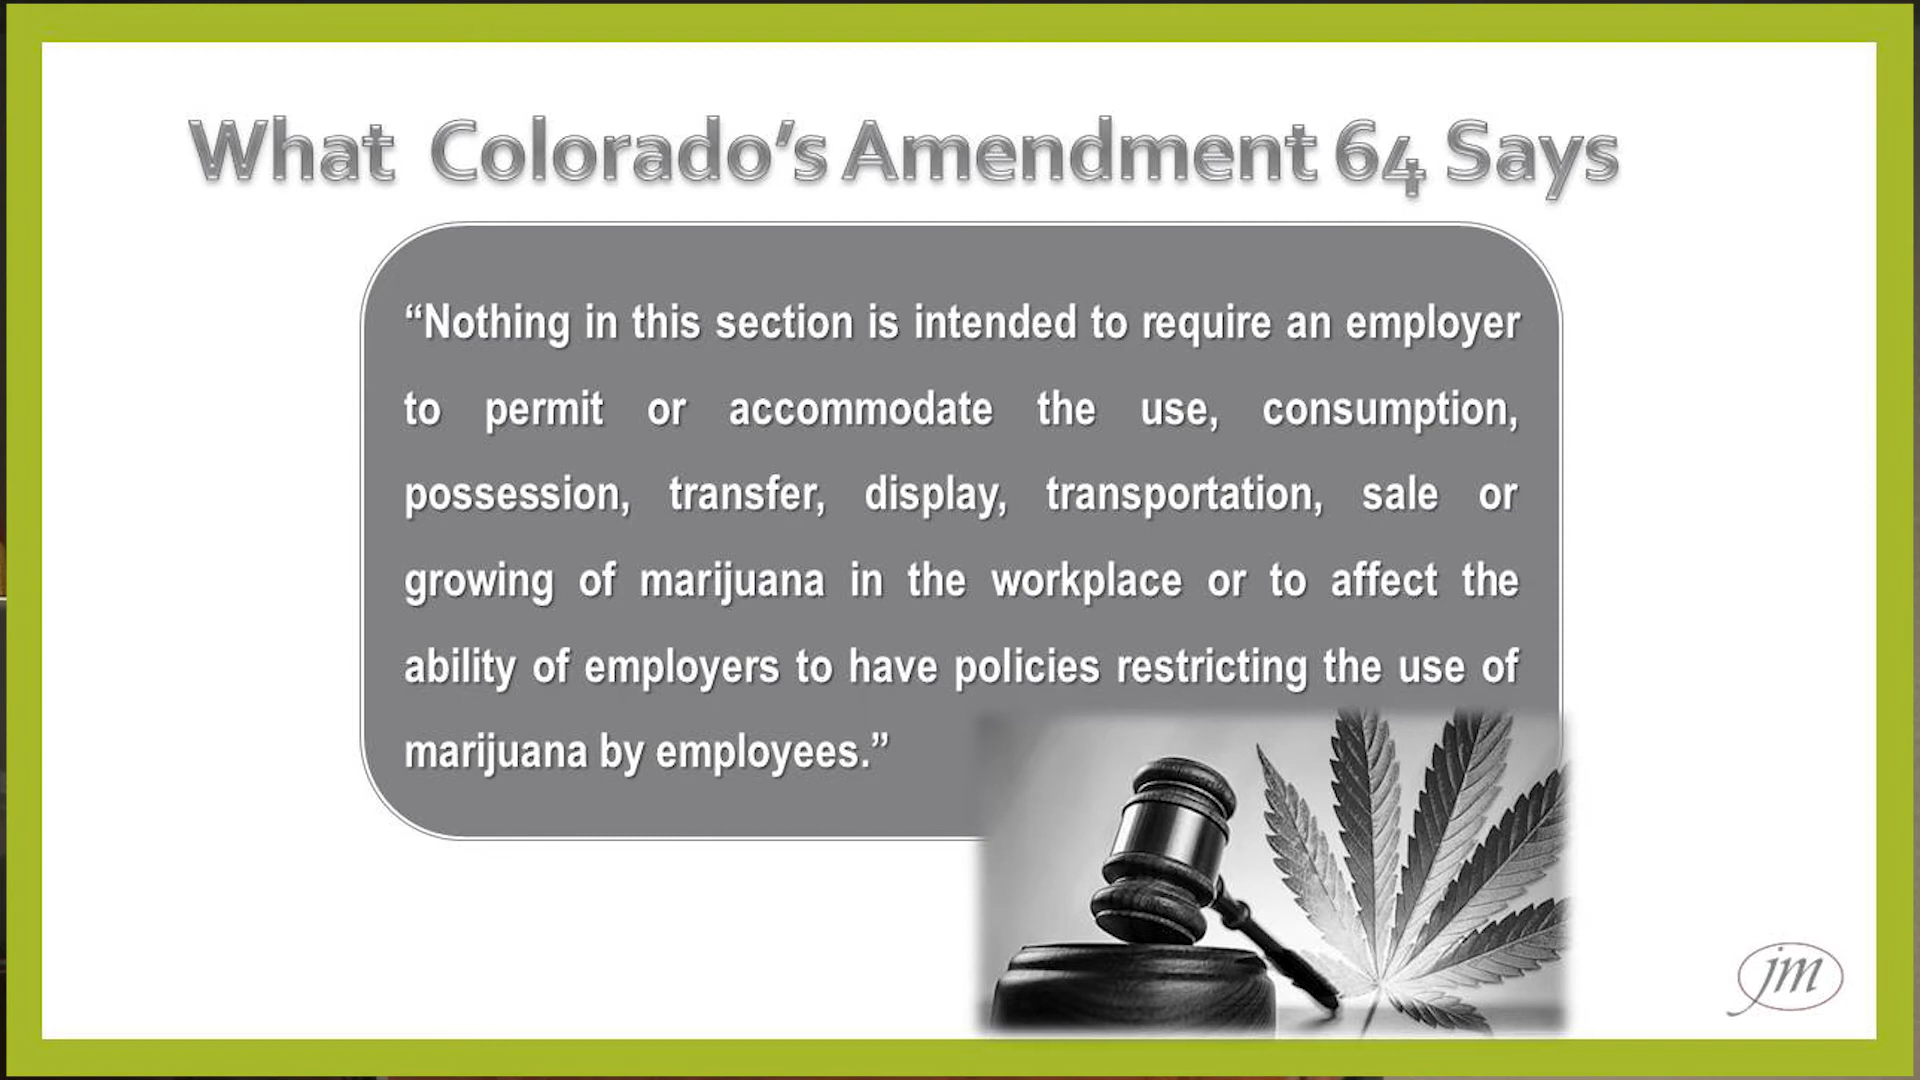 What Colorado’s Amendment 64 Says
“Nothing in this section is intended to require an employer
to permit or accommodate the use, consumption,
possession, transfer, display, transportation, sale or
growing of marijuana in the workplace or to affect the
ability of employers to have policies restricting the use of
marijuana by employees.”
jm